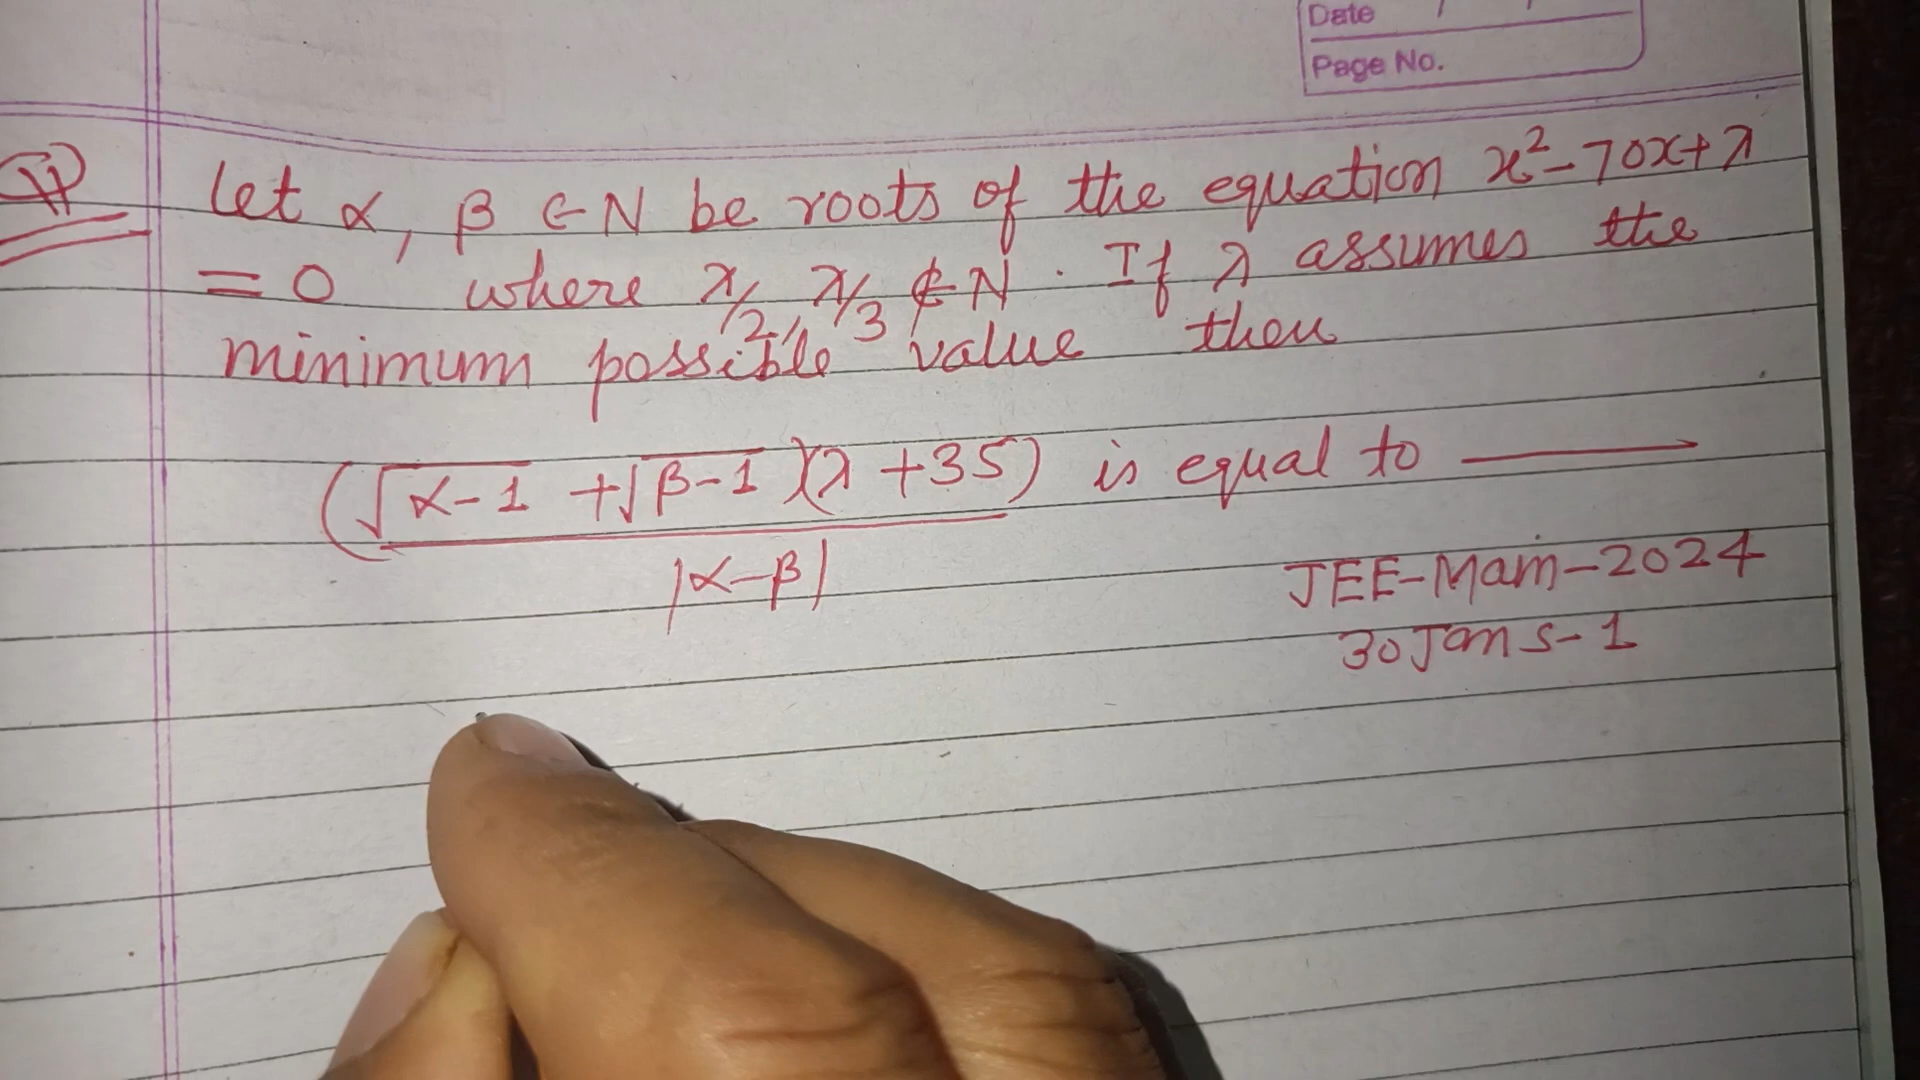 Date / /
Page No.
Q) Let α, β ∈ N be roots of the equation x²-70x+λ
= 0 where λ/2, λ/3 ∉ N. If λ assumes the
minimum possible value then
(√α-1 + √β-1)(λ+35) is equal to ______
|α-β|
JEE-Main-2024
30 Jan S-1